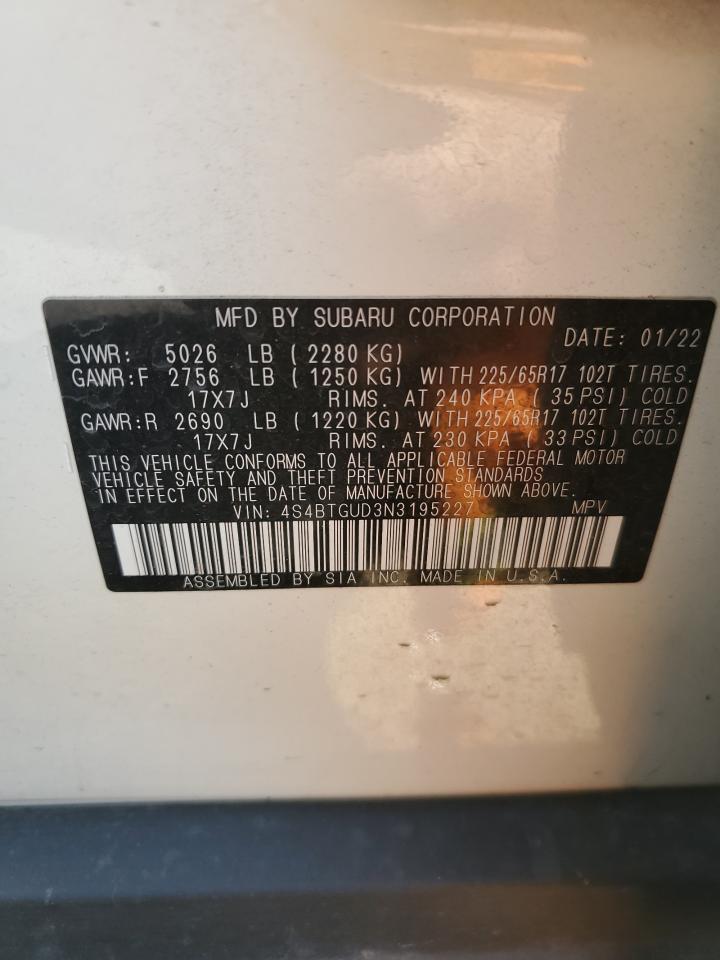 MFD BY SUBARU CORPORATION
DATE: 01/22
GVWR: 5026 LB ( 2280 KG)
GAWR:F 2756 LB ( 1250 KG) WITH 225/65R17 102T TIRES.
17X7J RIMS. AT 240 KPA ( 35 PSI) COLD
GAWR:R 2690 LB ( 1220 KG) WITH 225/65R17 102T TIRES.
17X7J RIMS. AT 230 KPA ( 33 PSI) COLD
THIS VEHICLE CONFORMS TO ALL APPLICABLE FEDERAL MOTOR
VEHICLE SAFETY AND THEFT PREVENTION STANDARDS
IN EFFECT ON THE DATE OF MANUFACTURE SHOWN ABOVE.
VIN: 4S4BTGUD3N3195227 MPV
ASSEMBLED BY SIA INC. MADE IN U.S.A.